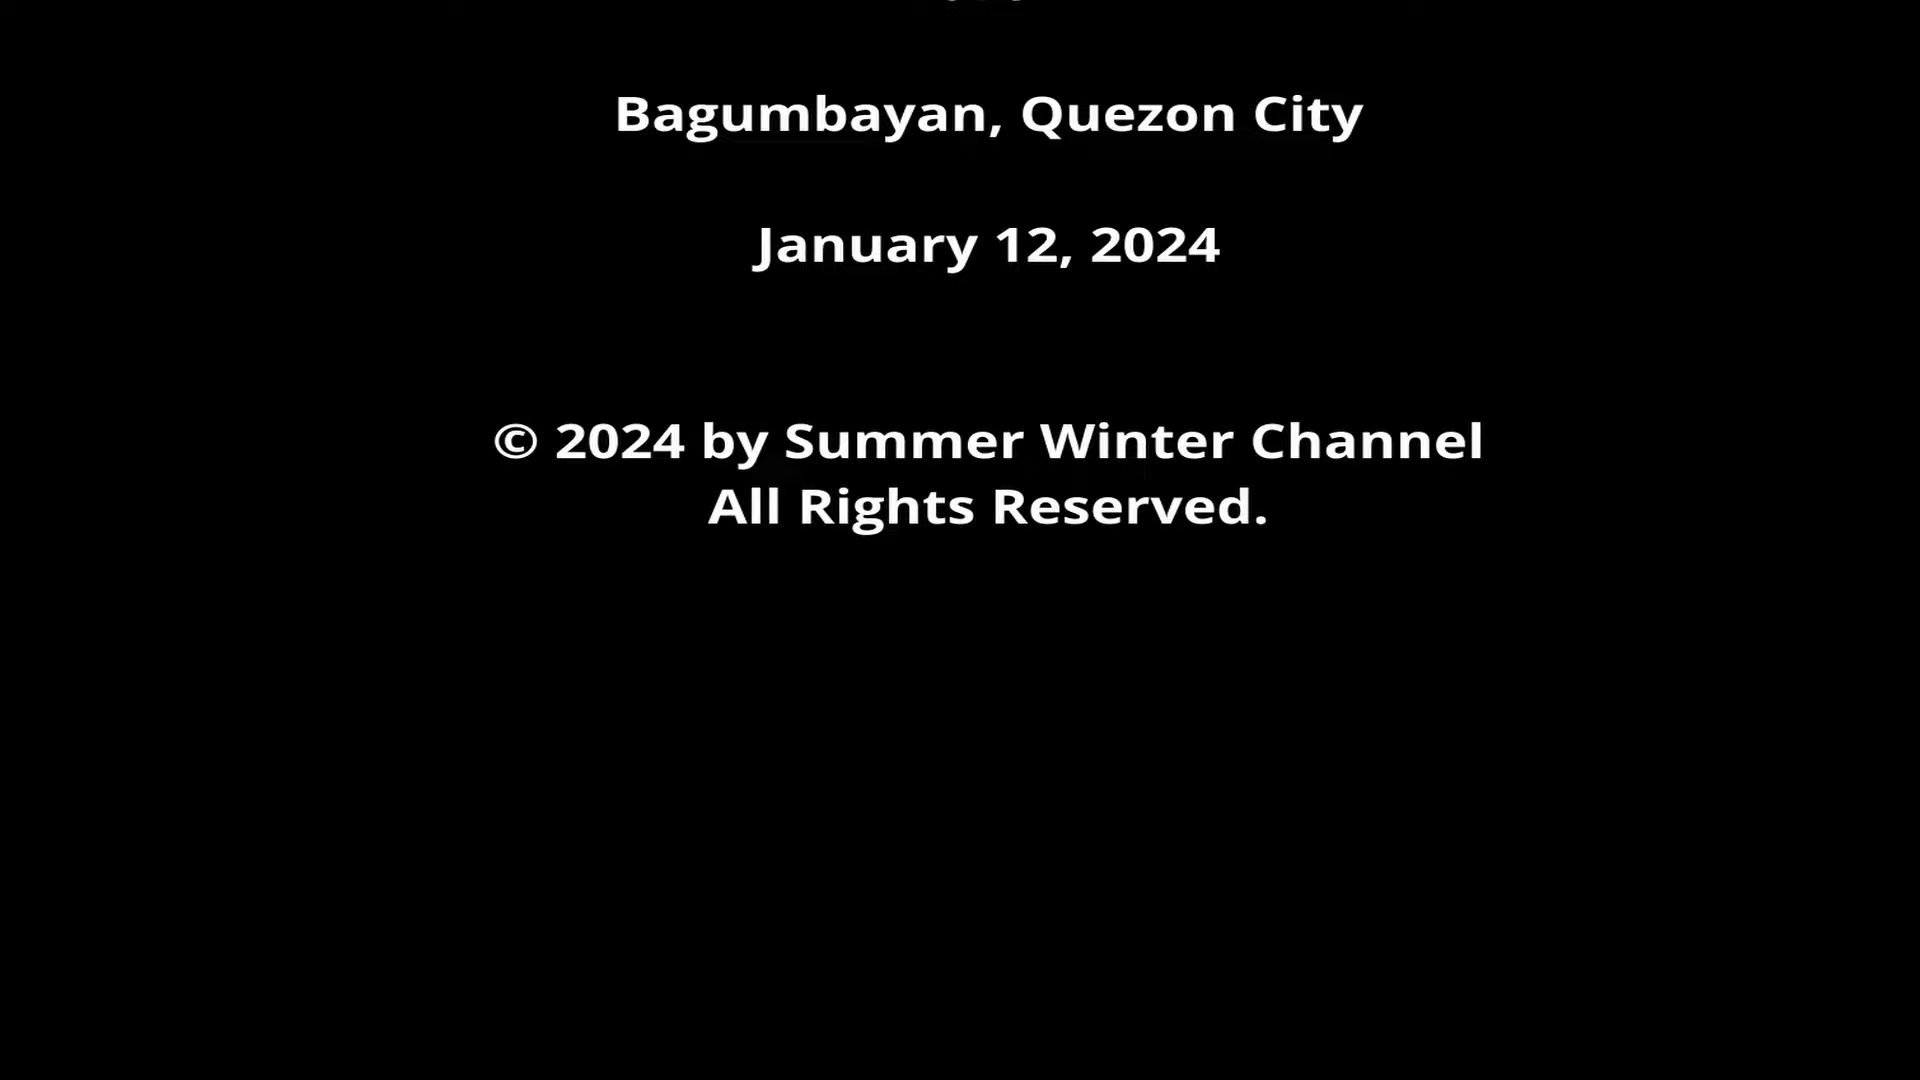 Bagumbayan, Quezon City
January 12, 2024
© 2024 by Summer Winter Channel
All Rights Reserved.